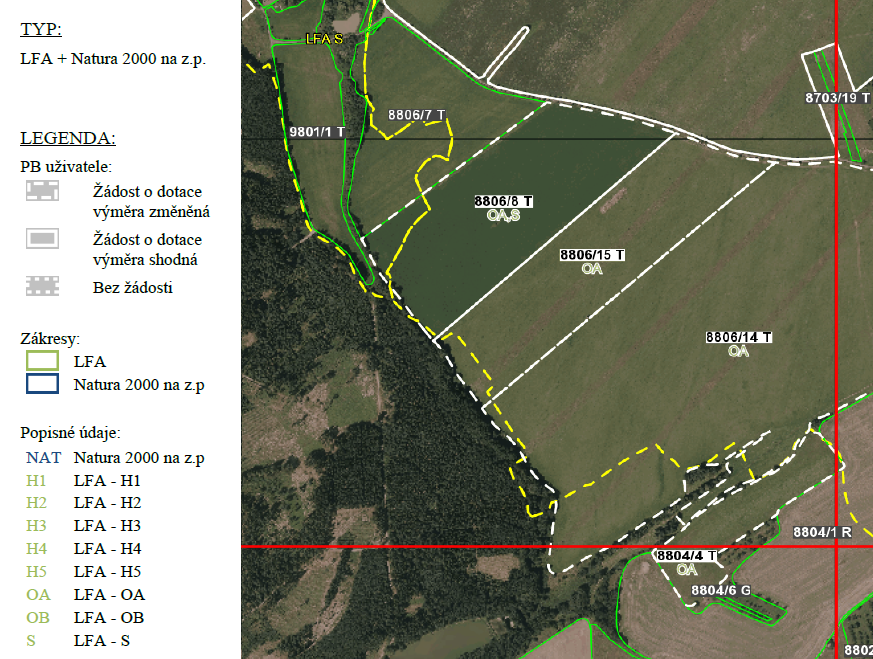 TYP:
LFA + Natura 2000 na z.p.
LEGENDA:
PB uživatele:
Žádost o dotace
výměra změněná
Žádost o dotace
výměra shodná
Bez žádosti
Zákresy:
LFA
Natura 2000 na z.p
Popisné údaje:
NAT Natura 2000 na z.p
H1 LFA - H1
H2 LFA - H2
H3 LFA - H3
H4 LFA - H4
H5 LFA - H5
OA LFA - OA
OB LFA - OB
S LFA - S
LFA S
8703/19 T
8806/7 T
9801/1 T
8806/8 T
OA,S
8806/15 T
OA
8806/14 T
OA
8804/1 R
8804/4 T
OA
8804/6 G
8802